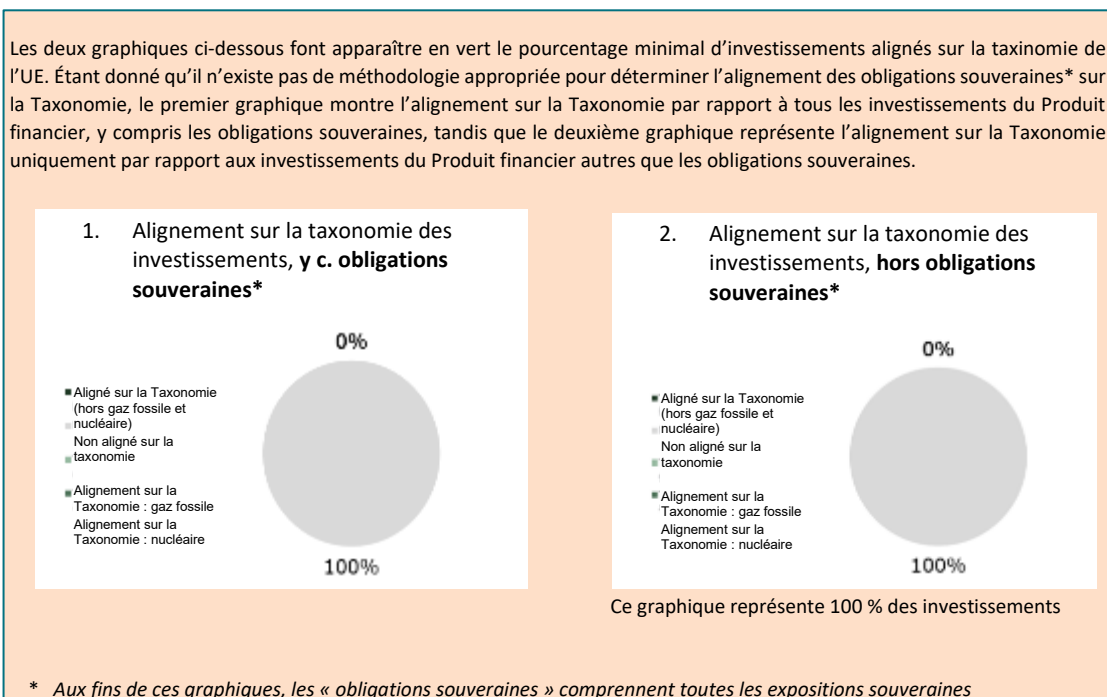 Les deux graphiques ci-dessous font apparaître en vert le pourcentage minimal d’investissements alignés sur la taxinomie de
l’UE. Étant donné qu’il n’existe pas de méthodologie appropriée pour déterminer l’alignement des obligations souveraines* sur
la Taxonomie, le premier graphique montre l’alignement sur la Taxonomie par rapport à tous les investissements du Produit
financier, y compris les obligations souveraines, tandis que le deuxième graphique représente l’alignement sur la Taxonomie
uniquement par rapport aux investissements du Produit financier autres que les obligations souveraines.
1. Alignement sur la taxonomie des
investissements, y c. obligations
souveraines*
0%
Aligné sur la Taxonomie
(hors gaz fossile et
nucléaire)
Non aligné sur la
taxonomie
Alignement sur la
Taxonomie : gaz fossile
Alignement sur la
Taxonomie : nucléaire
100%
2. Alignement sur la taxonomie des
investissements, hors obligations
souveraines*
0%
Aligné sur la Taxonomie
(hors gaz fossile et
nucléaire)
Non aligné sur la
taxonomie
Alignement sur la
Taxonomie : gaz fossile
Alignement sur la
Taxonomie : nucléaire
100%
Ce graphique représente 100 % des investissements
* Aux fins de ces graphiques, les « obligations souveraines » comprennent toutes les expositions souveraines